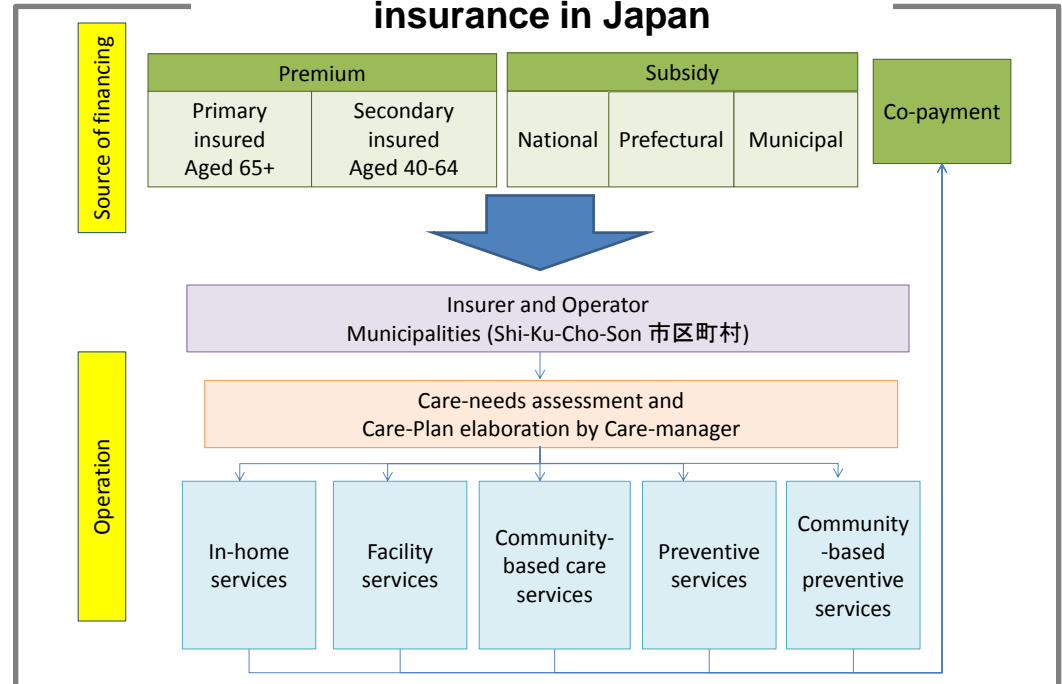 insurance in Japan
Source of financing
Premium
Primary
insured
Aged 65+
Secondary
insured
Aged 40-64
Subsidy
National
Prefectural
Municipal
Co-payment
Insurer and Operator
Municipalities (Shi-Ku-Cho-Son 市区町村)
Operation
Care-needs assessment and
Care-Plan elaboration by Care-manager
In-home
services
Facility
services
Community-
based care
services
Preventive
services
Community
-based
preventive
services